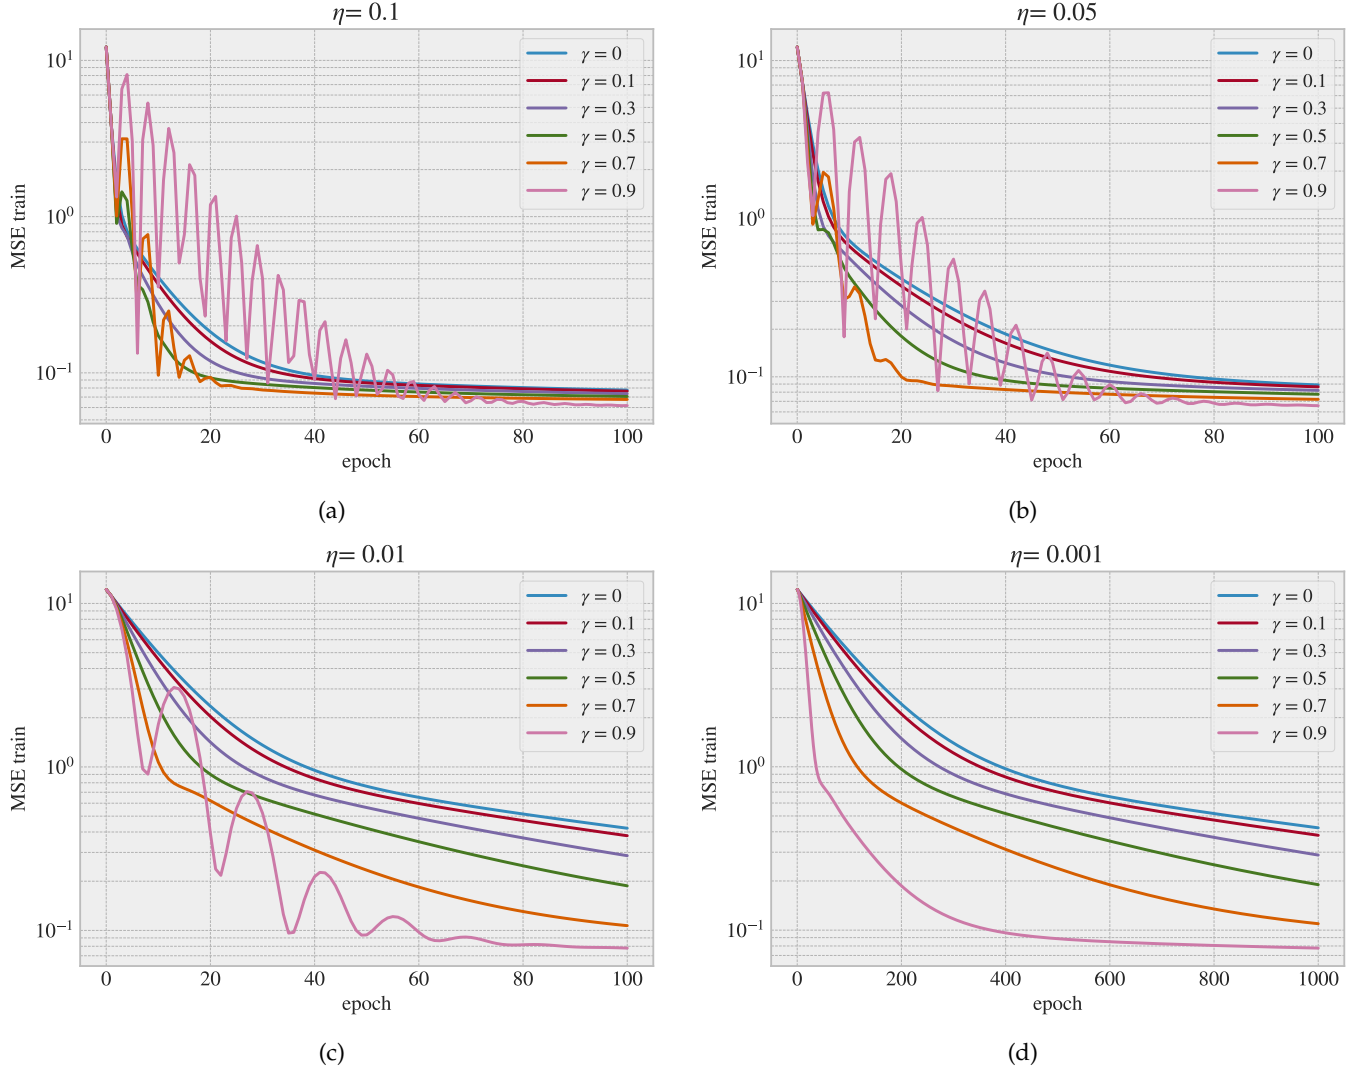 η= 0.1
10¹
10⁰
10⁻¹
MSE train
γ = 0
γ = 0.1
γ = 0.3
γ = 0.5
γ = 0.7
γ = 0.9
0 20 40 60 80 100
epoch
(a)
η= 0.05
10¹
10⁰
10⁻¹
MSE train
γ = 0
γ = 0.1
γ = 0.3
γ = 0.5
γ = 0.7
γ = 0.9
0 20 40 60 80 100
epoch
(b)
η= 0.01
10¹
10⁰
10⁻¹
MSE train
γ = 0
γ = 0.1
γ = 0.3
γ = 0.5
γ = 0.7
γ = 0.9
0 20 40 60 80 100
epoch
(c)
η= 0.001
10¹
10⁰
10⁻¹
MSE train
γ = 0
γ = 0.1
γ = 0.3
γ = 0.5
γ = 0.7
γ = 0.9
0 200 400 600 800 1000
epoch
(d)